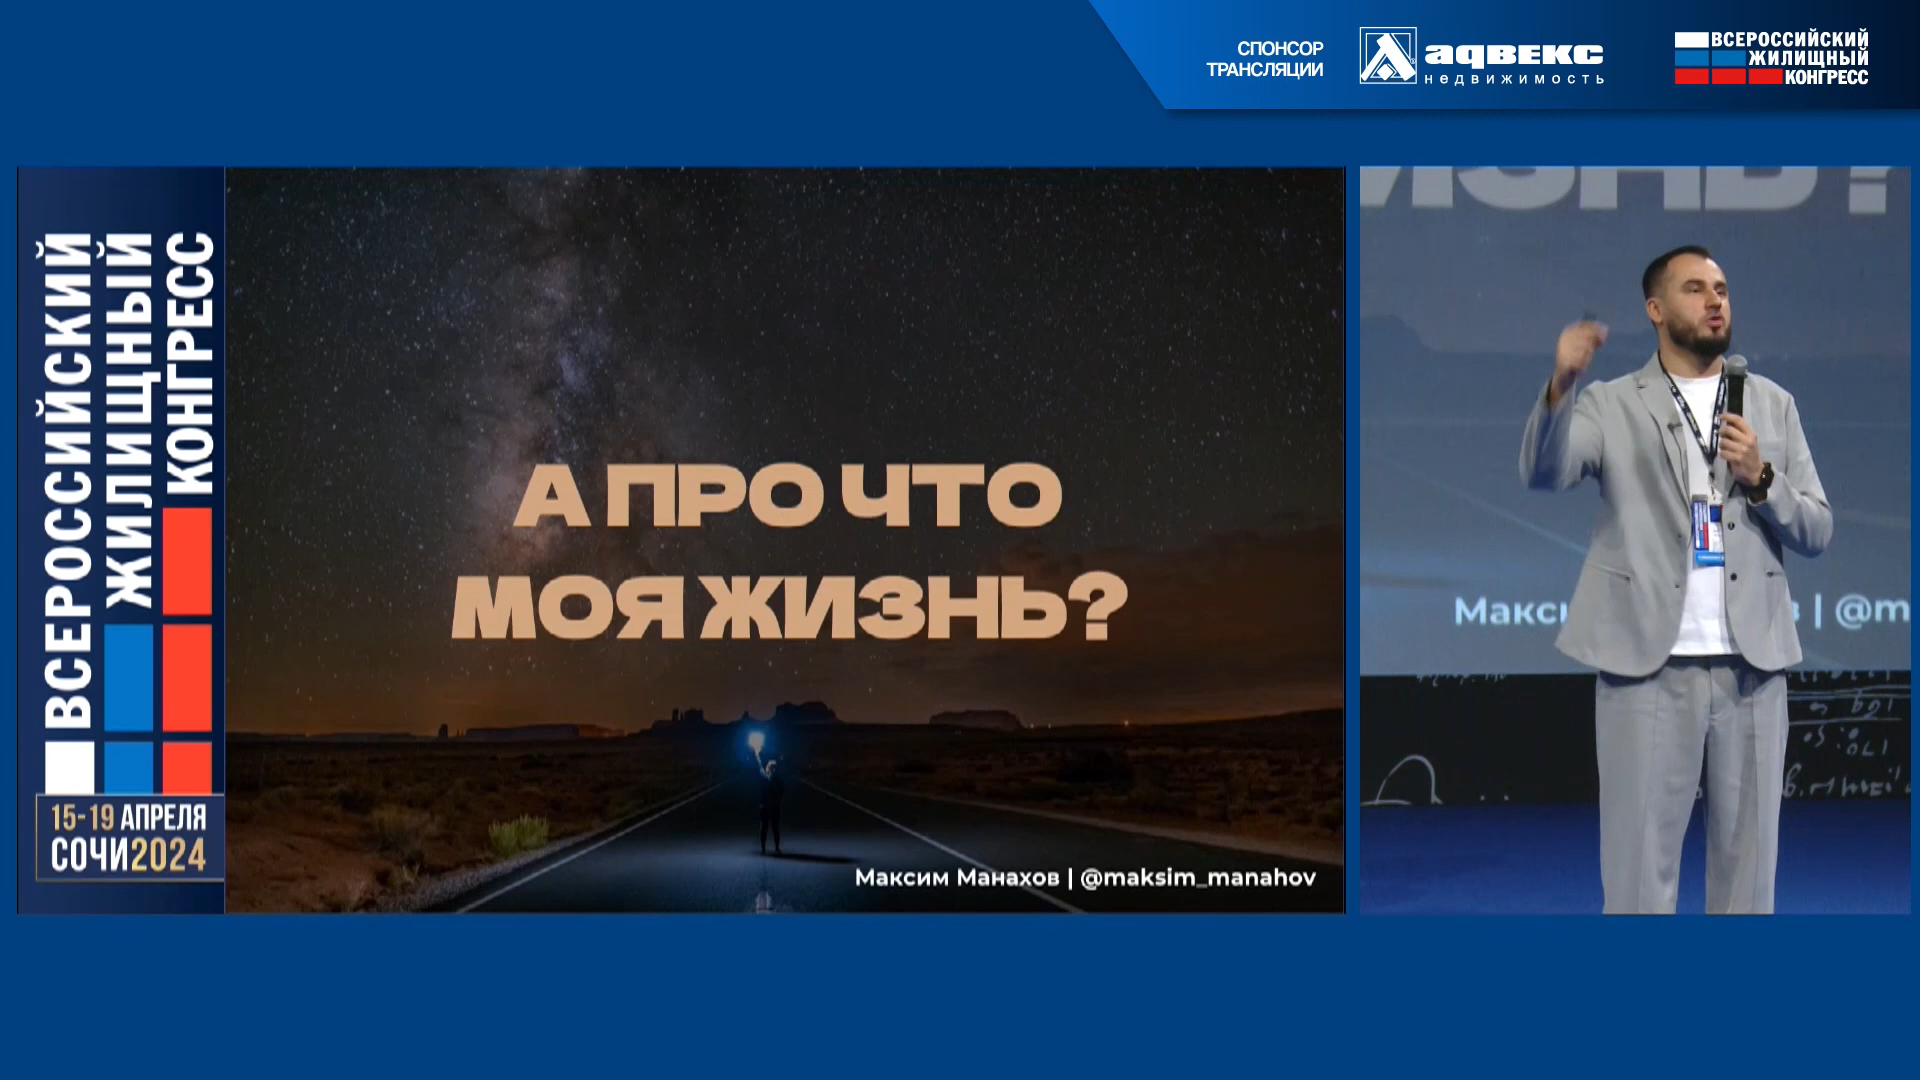 СПОНСОР
ТРАНСЛЯЦИИ
адвекс
недвижимость
ВСЕРОССИЙСКИЙ
ЖИЛИЩНЫЙ
КОНГРЕСС
ВСЕРОССИЙСКИЙ
ЖИЛИЩНЫЙ
КОНГРЕСС
15-19 АПРЕЛЯ
СОЧИ2024
А ПРО ЧТО
МОЯ ЖИЗНЬ?
Максим Манахов | @maksim_manahov